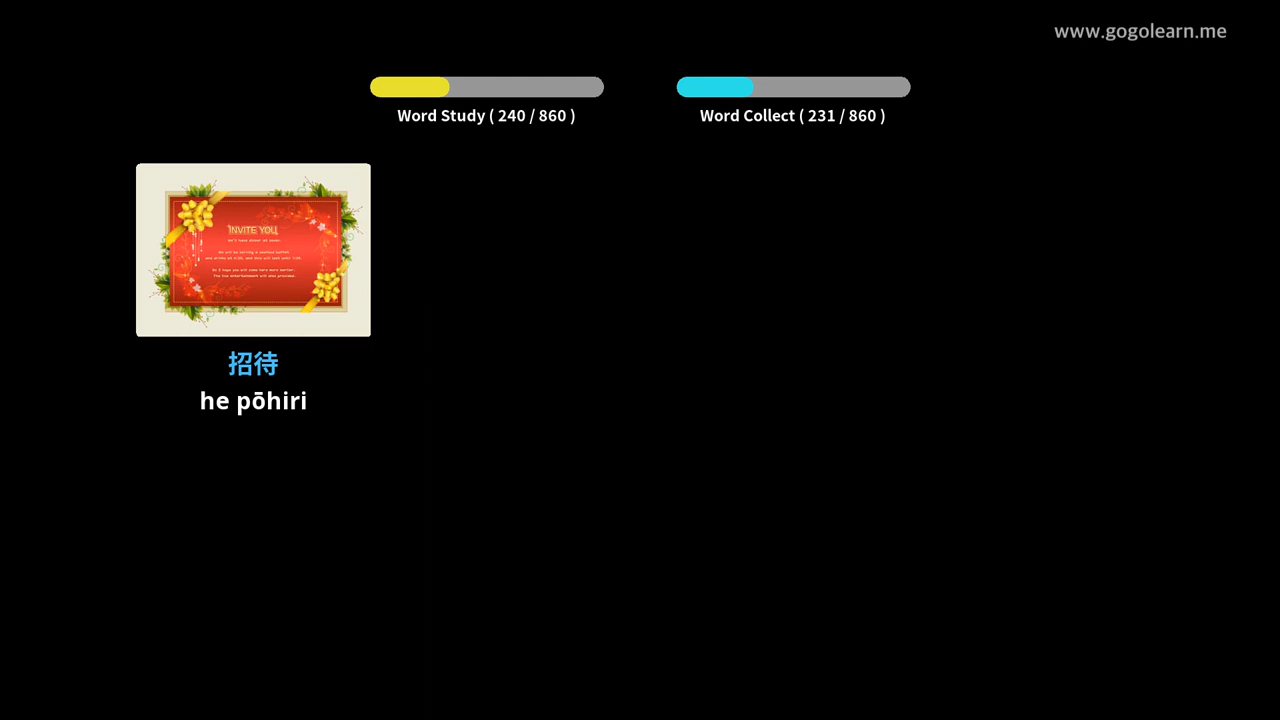 www.gogolearn.me
Word Study ( 240 / 860 )
Word Collect ( 231 / 860 )
INVITE YOU
招待
he pōhiri